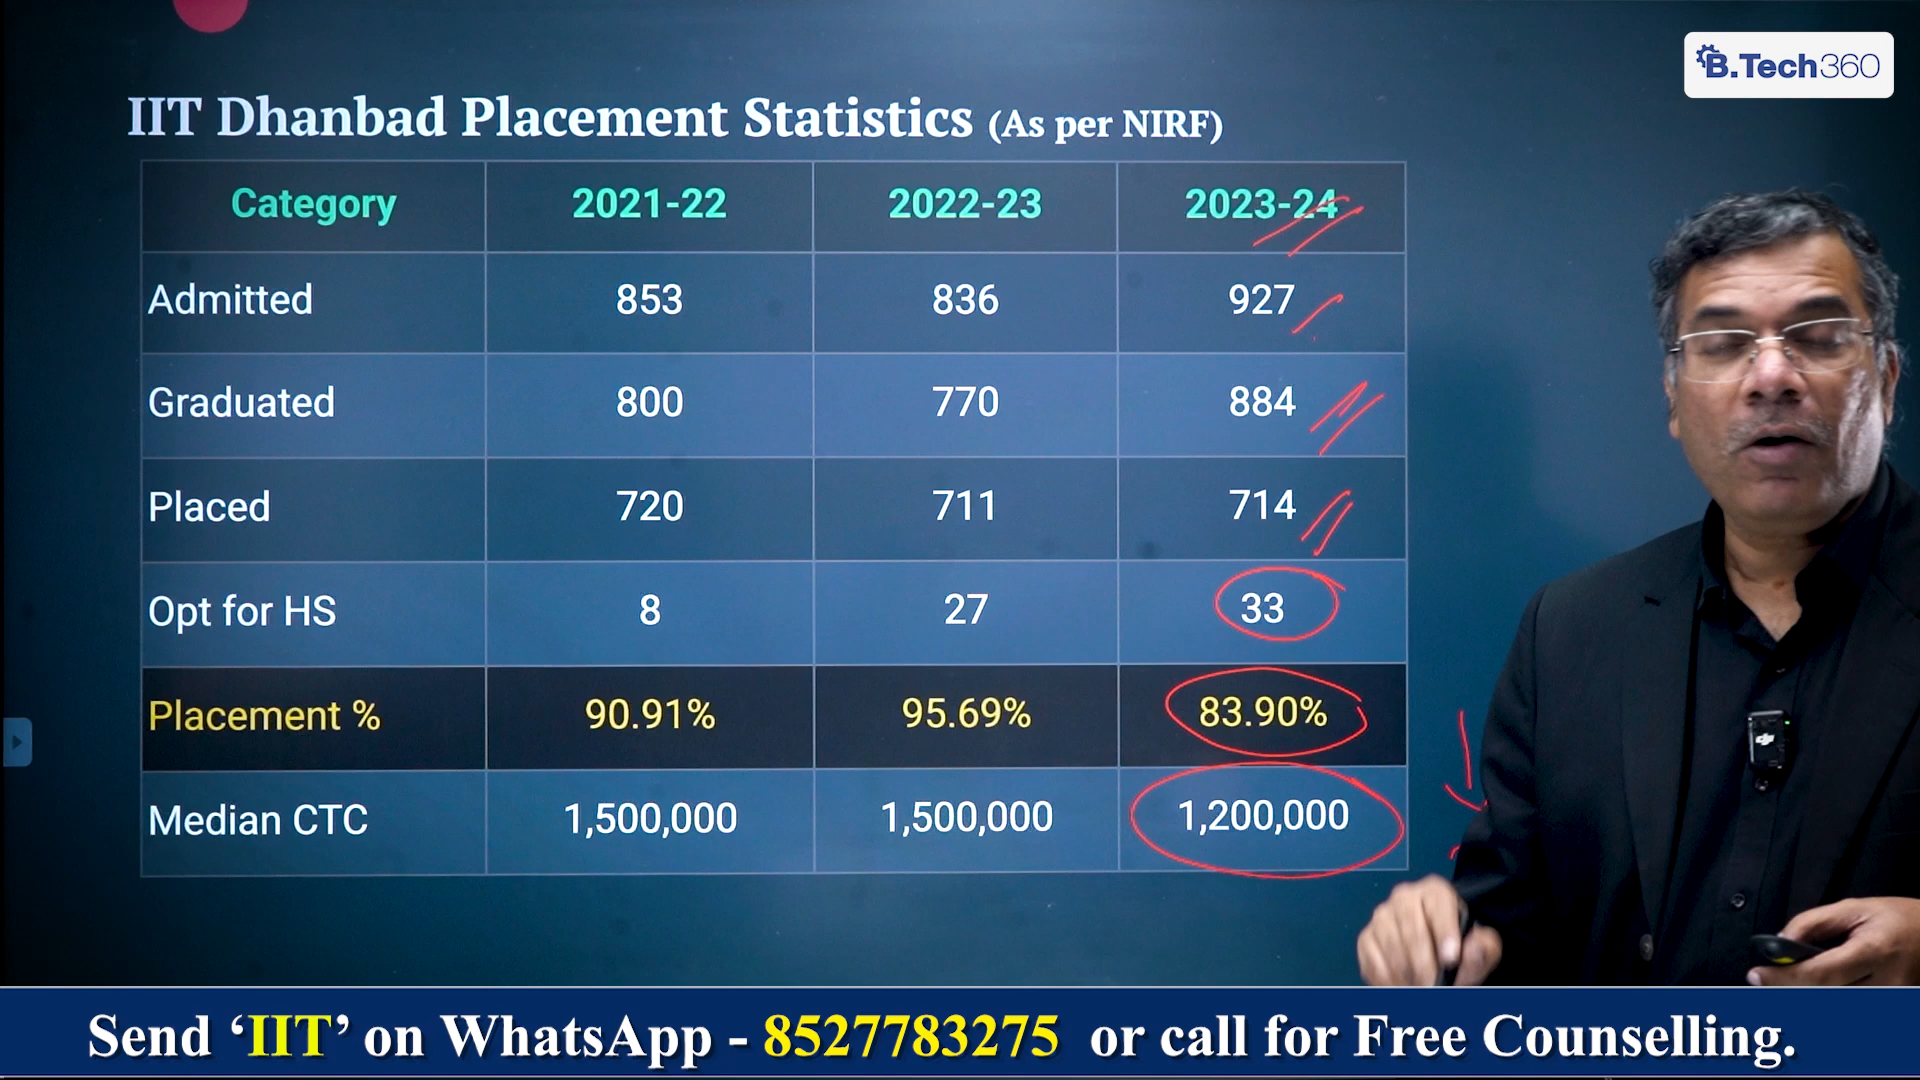 B.Tech360
IIT Dhanbad Placement Statistics (As per NIRF)
Category 2021-22 2022-23 2023-24
Admitted 853 836 927
Graduated 800 770 884
Placed 720 711 714
Opt for HS 8 27 33
Placement % 90.91% 95.69% 83.90%
Median CTC 1,500,000 1,500,000 1,200,000
Send ‘IIT’ on WhatsApp - 8527783275 or call for Free Counselling.